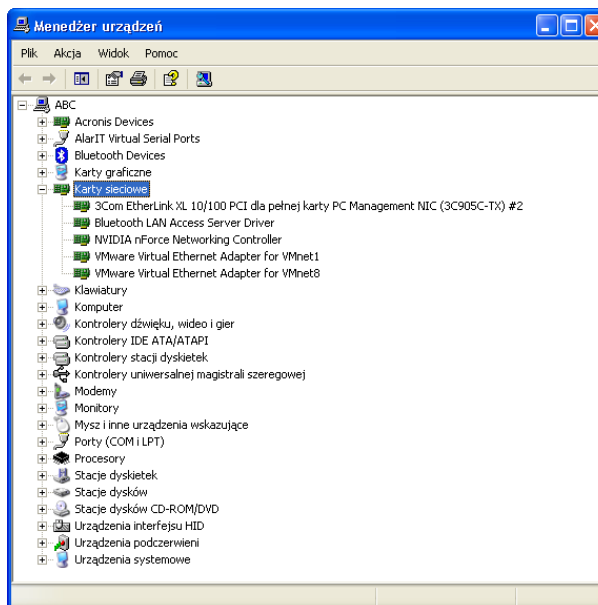 Menedżer urządzeń
Plik Akcja Widok Pomoc
ABC
Acronis Devices
AlarIT Virtual Serial Ports
Bluetooth Devices
Karty graficzne
Karty sieciowe
3Com EtherLink XL 10/100 PCI dla pełnej karty PC Management NIC (3C905C-TX) #2
Bluetooth LAN Access Server Driver
NVIDIA nForce Networking Controller
VMware Virtual Ethernet Adapter for VMnet1
VMware Virtual Ethernet Adapter for VMnet8
Klawiatury
Komputer
Kontrolery dźwięku, wideo i gier
Kontrolery IDE ATA/ATAPI
Kontrolery stacji dyskietek
Kontrolery uniwersalnej magistrali szeregowej
Modemy
Monitory
Mysz i inne urządzenia wskazujące
Porty (COM i LPT)
Procesory
Stacje dyskietek
Stacje dysków
Stacje dysków CD-ROM/DVD
Urządzenia interfejsu HID
Urządzenia podczerwieni
Urządzenia systemowe